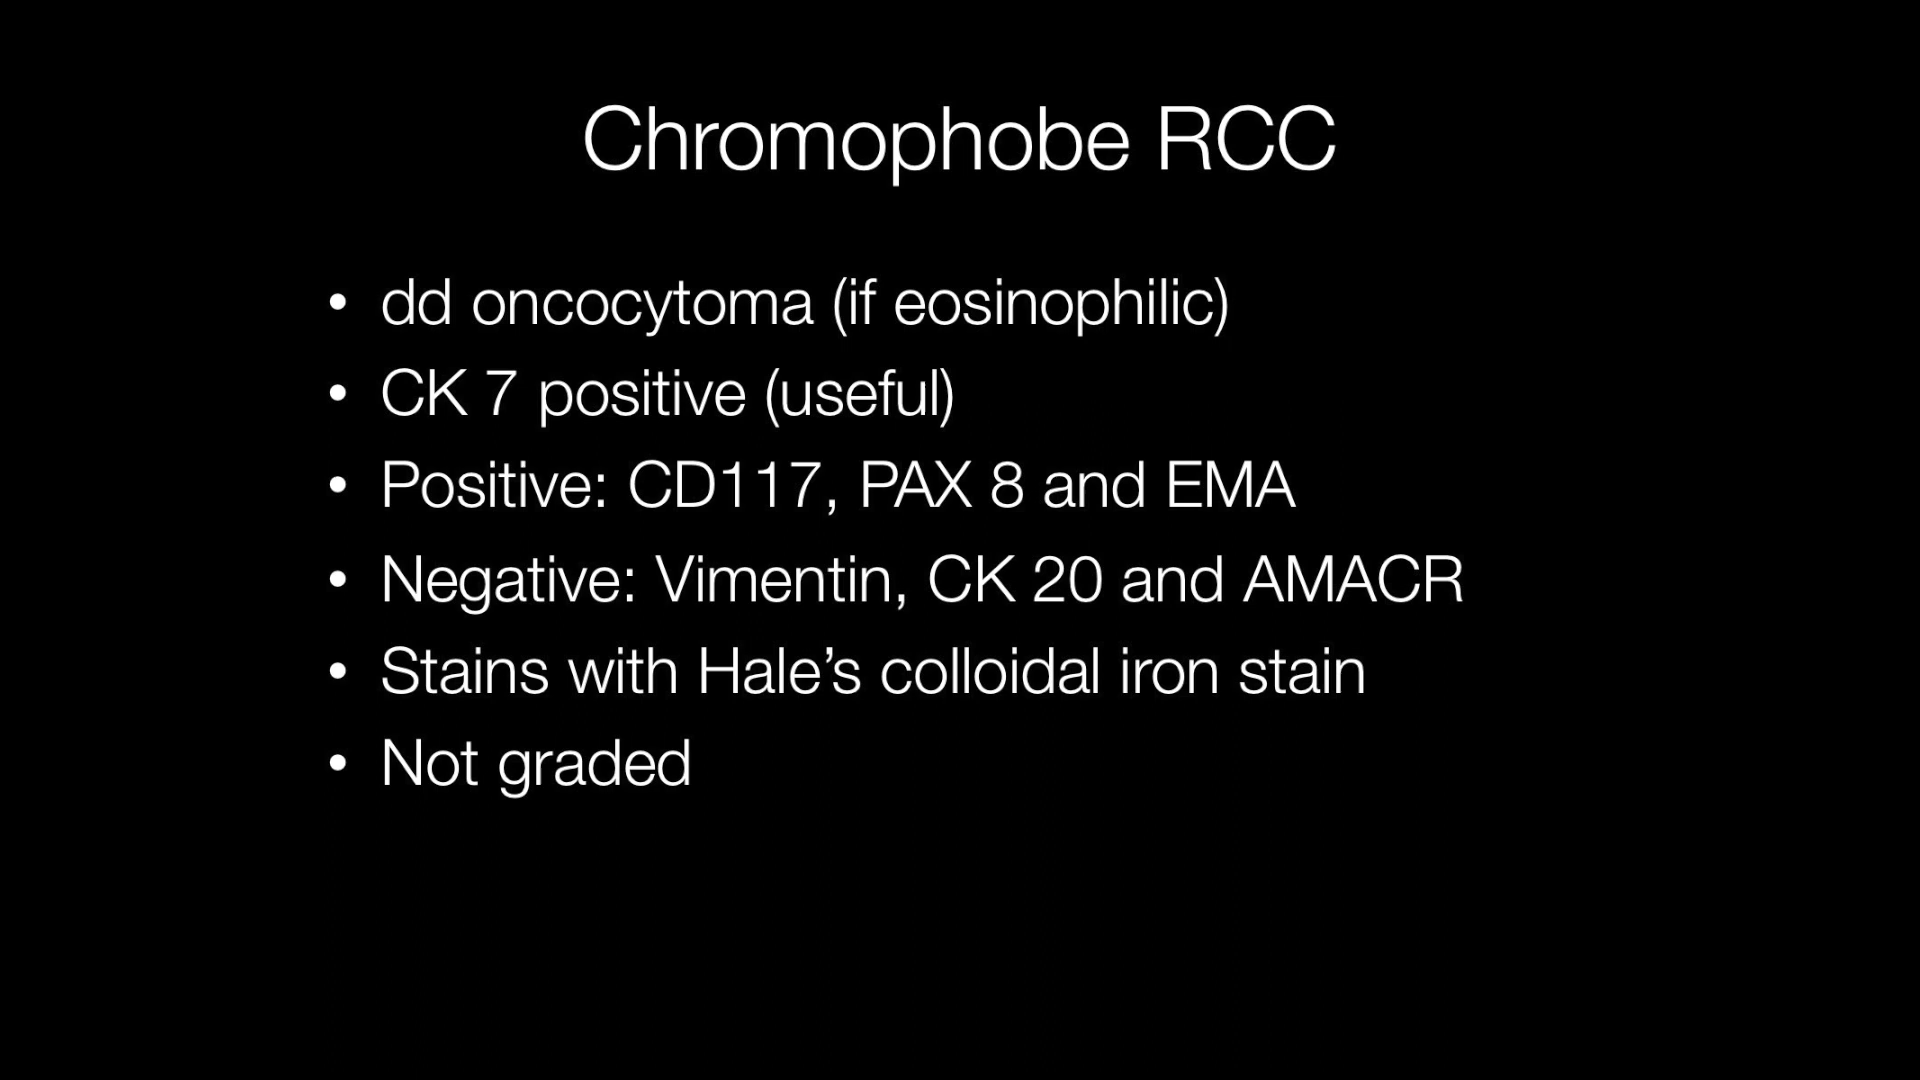 Chromophobe RCC
• dd oncocytoma (if eosinophilic)
• CK 7 positive (useful)
• Positive: CD117, PAX 8 and EMA
• Negative: Vimentin, CK 20 and AMACR
• Stains with Hale’s colloidal iron stain
• Not graded